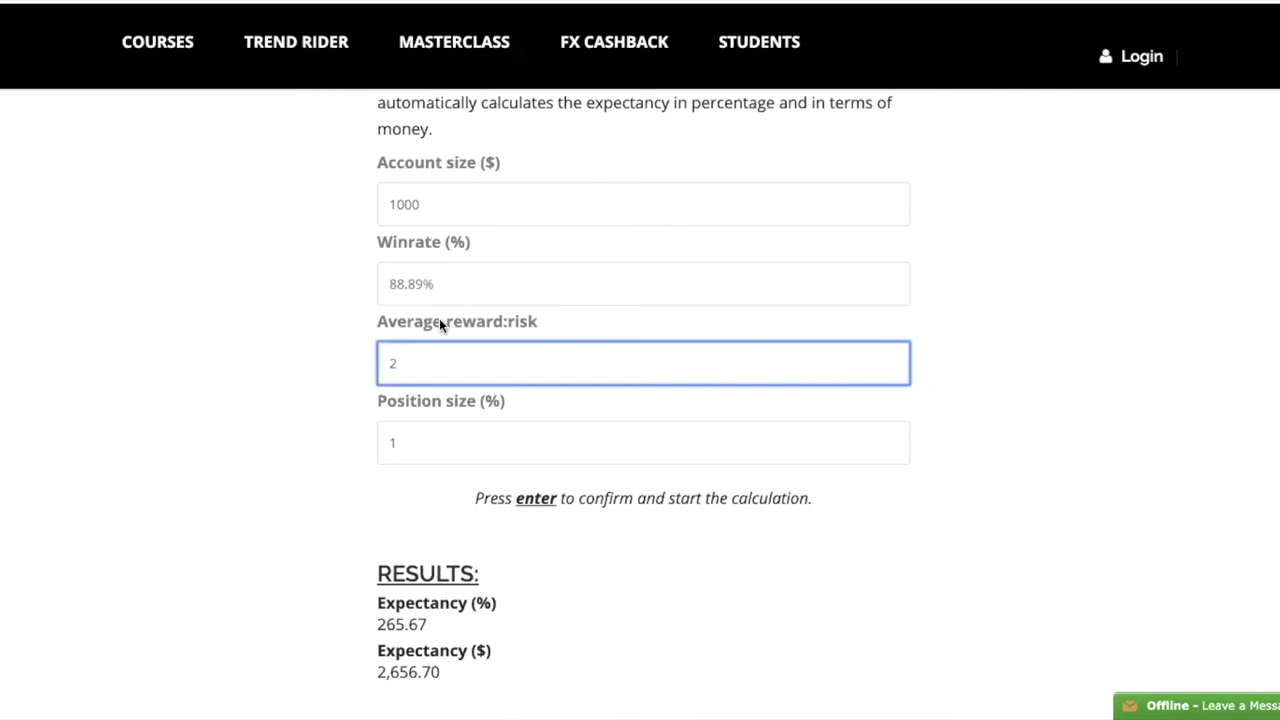 COURSES TREND RIDER MASTERCLASS FX CASHBACK STUDENTS
Login
automatically calculates the expectancy in percentage and in terms of
money.
Account size ($)
1000
Winrate (%)
88.89%
Average reward:risk
2
Position size (%)
1
Press enter to confirm and start the calculation.
RESULTS:
Expectancy (%)
265.67
Expectancy ($)
2,656.70
Offline – Leave a Messa